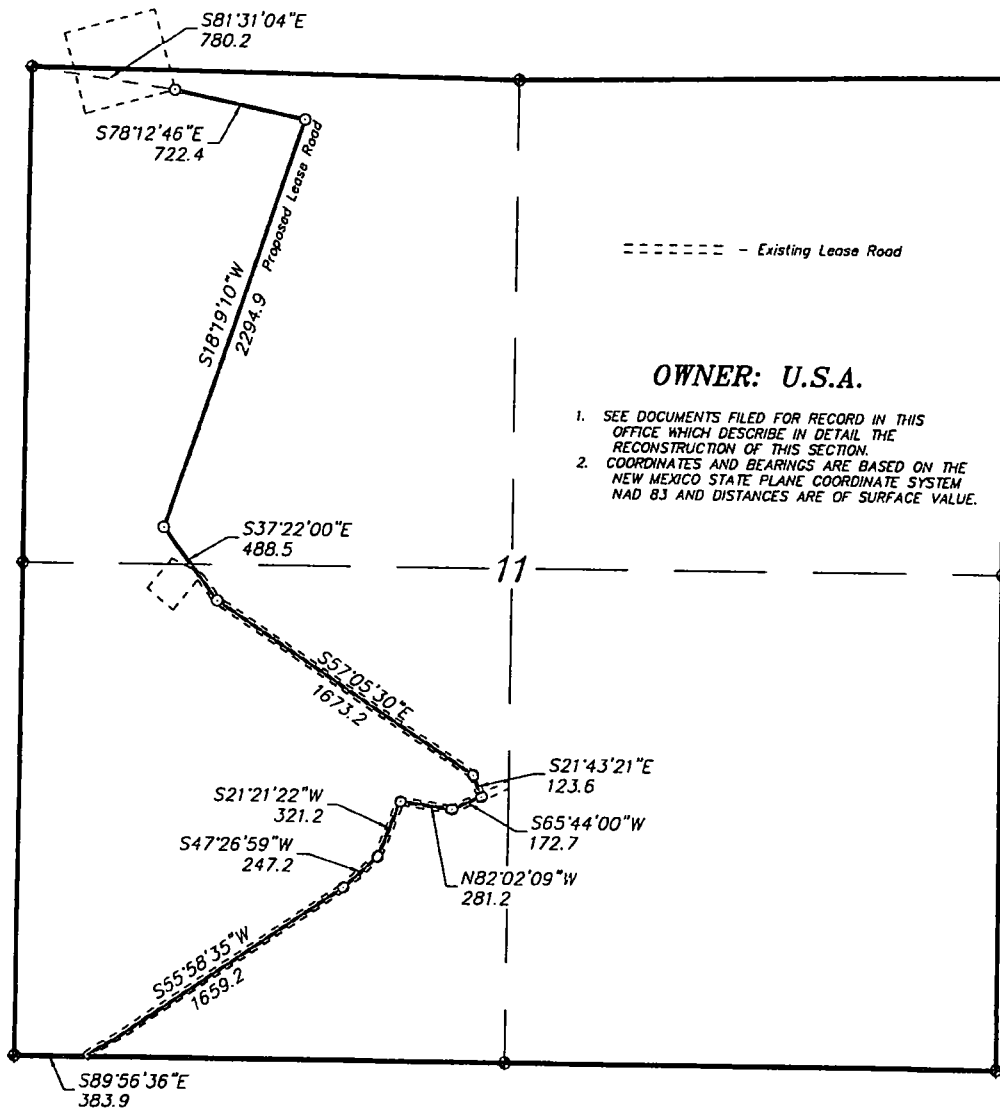 S81°31'04"E
780.2
S78°12'46"E
722.4
Proposed Lease Road
S18°19'10"W
2294.9
====== - Existing Lease Road
OWNER: U.S.A.
1. SEE DOCUMENTS FILED FOR RECORD IN THIS
OFFICE WHICH DESCRIBE IN DETAIL THE
RECONSTRUCTION OF THIS SECTION.
2. COORDINATES AND BEARINGS ARE BASED ON THE
NEW MEXICO STATE PLANE COORDINATE SYSTEM
NAD 83 AND DISTANCES ARE OF SURFACE VALUE.
S37°22'00"E
488.5
11
S57°05'30"E
1673.2
S21°43'21"E
123.6
S21°21'22"W
321.2
S65°44'00"W
172.7
S47°26'59"W
247.2
N82°02'09"W
281.2
S55°58'35"W
1659.2
S89°56'36"E
383.9